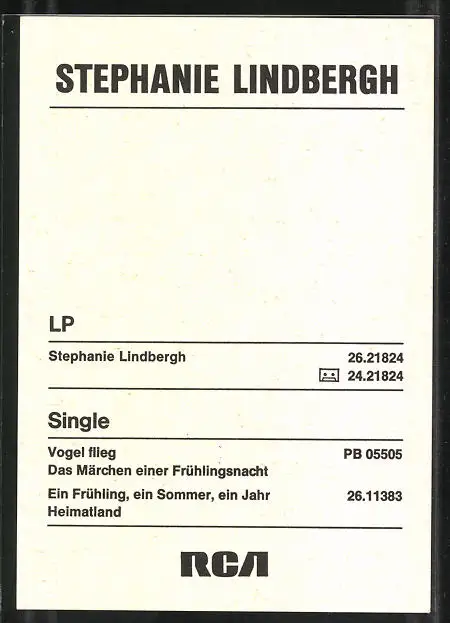 STEPHANIE LINDBERGH
LP
Stephanie Lindbergh 26.21824
24.21824
Single
Vogel flieg PB 05505
Das Märchen einer Frühlingsnacht
Ein Frühling, ein Sommer, ein Jahr 26.11383
Heimatland
RCA